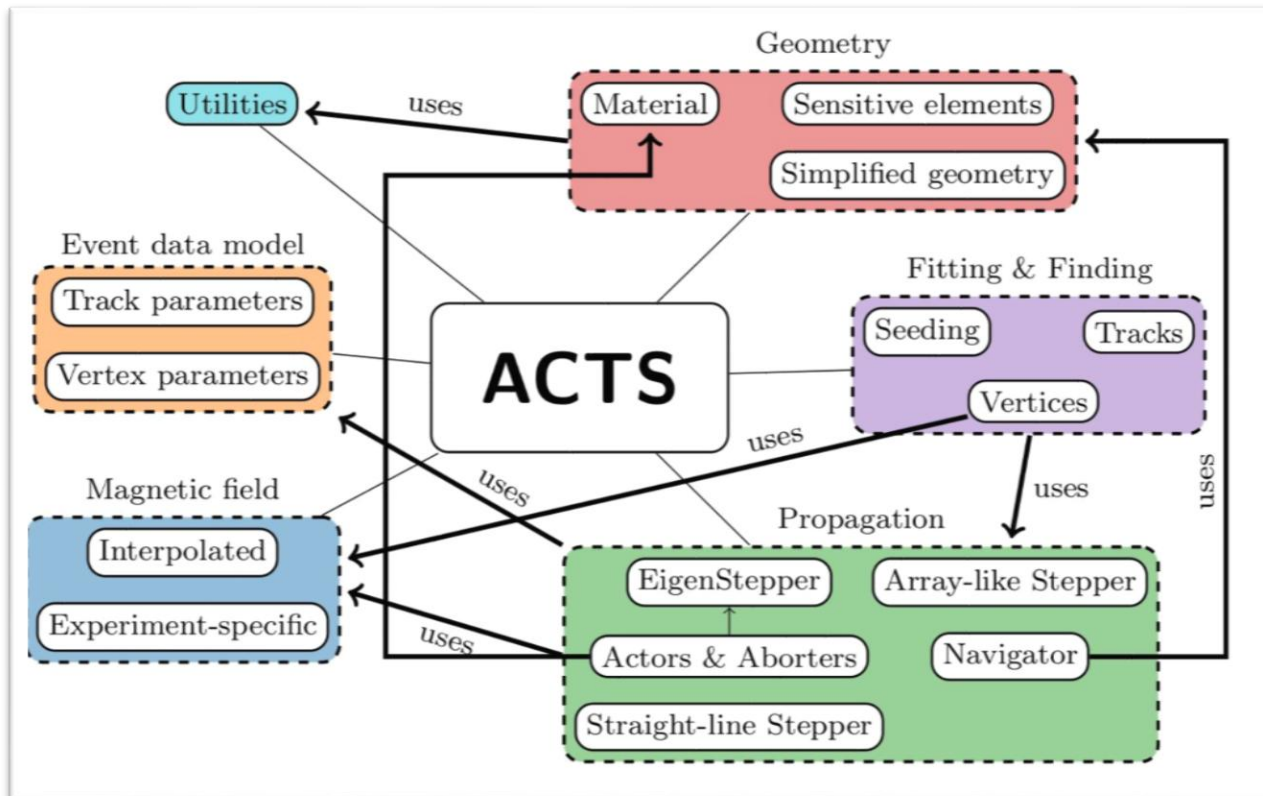 Geometry
Utilities
uses
Material
Sensitive elements
Simplified geometry
Event data model
Track parameters
Vertex parameters
ACTS
Fitting & Finding
Seeding
Tracks
Vertices
uses
uses
uses
uses
Magnetic field
Interpolated
Experiment-specific
uses
Propagation
EigenStepper
Array-like Stepper
Actors & Aborters
Navigator
Straight-line Stepper